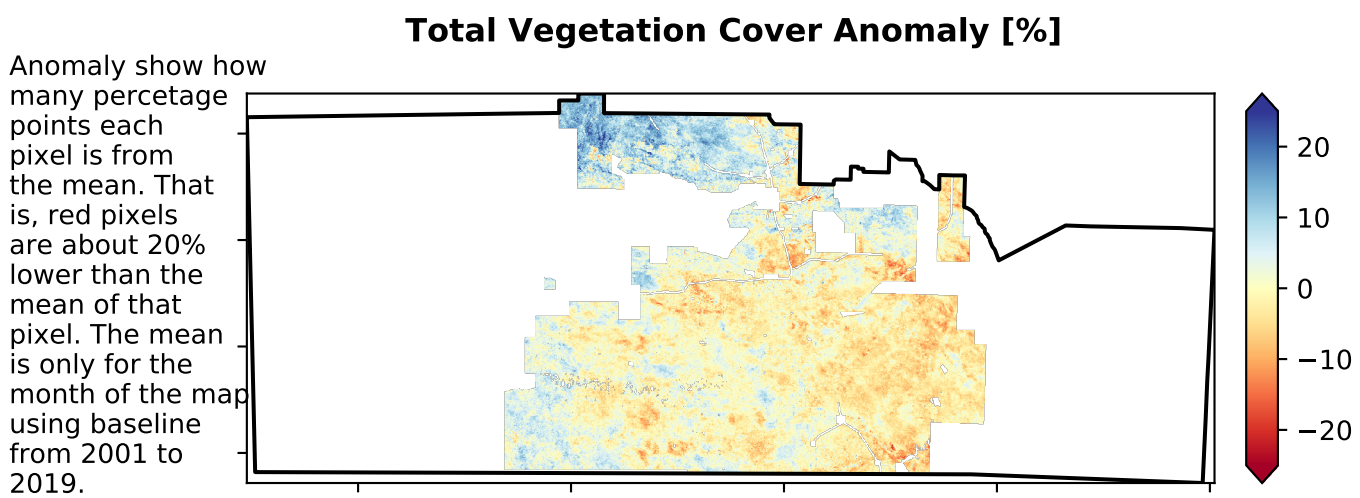 Total Vegetation Cover Anomaly [%]
Anomaly show how
many percetage
points each
pixel is from
the mean. That
is, red pixels
are about 20%
lower than the
mean of that
pixel. The mean
is only for the
month of the map
using baseline
from 2001 to
2019.
20
10
0
−10
−20